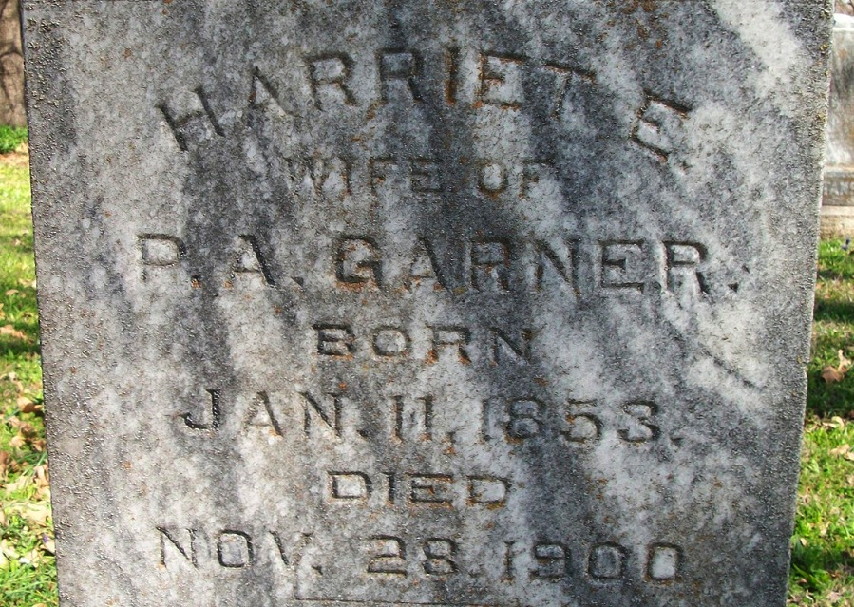 HARRIET E.
WIFE OF
P. A. GARNER.
BORN
JAN. 11, 1853.
DIED
NOV. 28. 1900